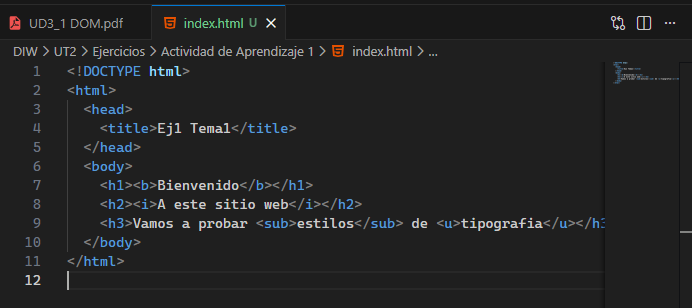 UD3_1 DOM.pdf index.html U
DIW > UT2 > Ejercicios > Actividad de Aprendizaje 1 > index.html > ...
1 <!DOCTYPE html>
2 <html>
3 <head>
4 <title>Ej1 Tema1</title>
5 </head>
6 <body>
7 <h1><b>Bienvenido</b></h1>
8 <h2><i>A este sitio web</i></h2>
9 <h3>Vamos a probar <sub>estilos</sub> de <u>tipografia</u></h3
10 </body>
11 </html>
12